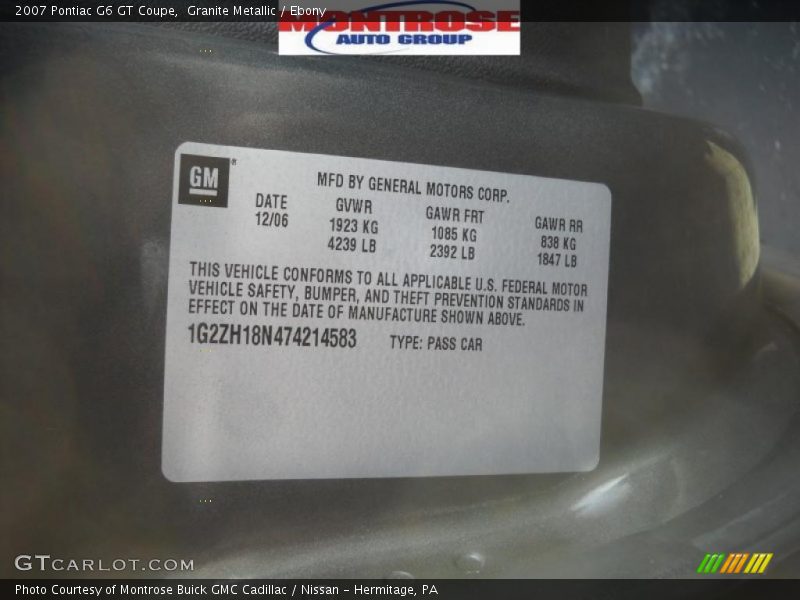 2007 Pontiac G6 GT Coupe, Granite Metallic / Ebony
MONTROSE
AUTO GROUP
GM®
MFD BY GENERAL MOTORS CORP.
DATE GVWR GAWR FRT GAWR RR
12/06 1923 KG 1085 KG 838 KG
4239 LB 2392 LB 1847 LB
THIS VEHICLE CONFORMS TO ALL APPLICABLE U.S. FEDERAL MOTOR
VEHICLE SAFETY, BUMPER, AND THEFT PREVENTION STANDARDS IN
EFFECT ON THE DATE OF MANUFACTURE SHOWN ABOVE.
1G2ZH18N474214583 TYPE: PASS CAR
GTCARLOT.COM
Photo Courtesy of Montrose Buick GMC Cadillac / Nissan - Hermitage, PA